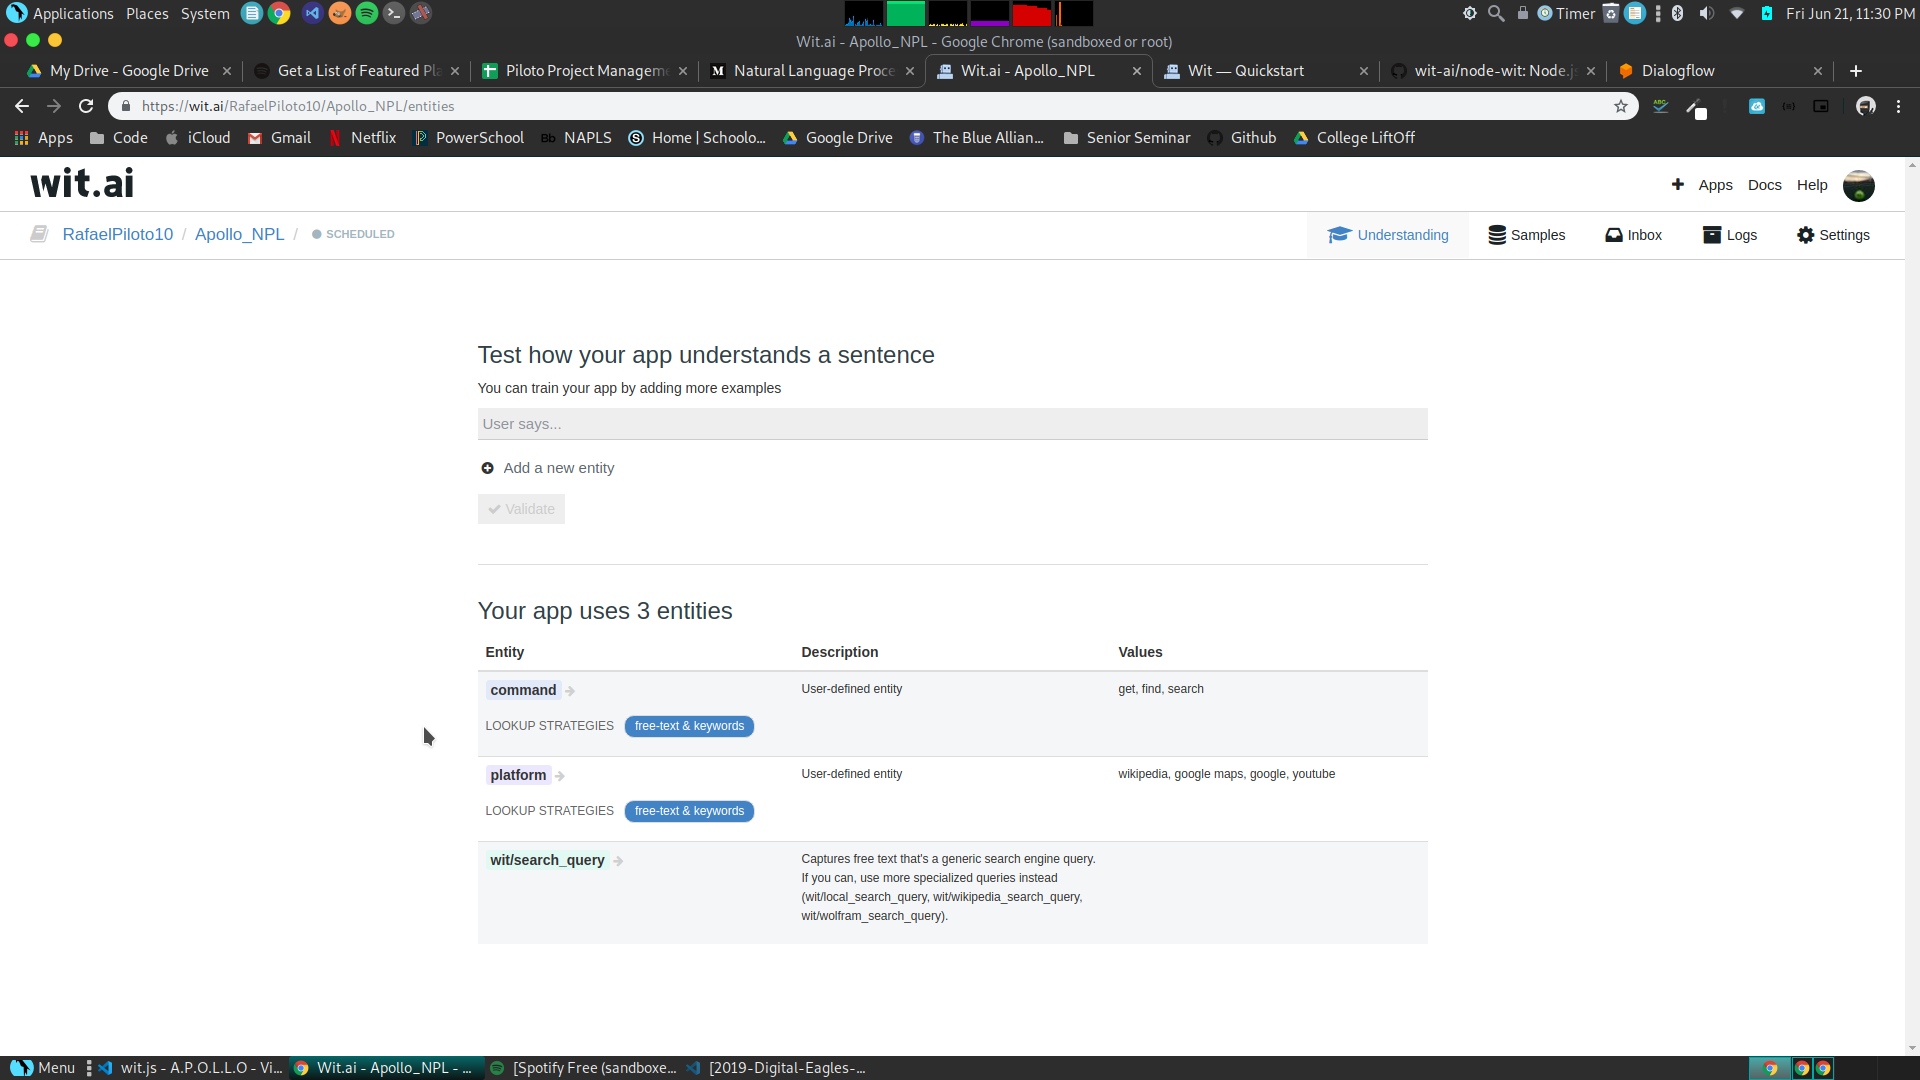 Applications Places System
Timer Fri Jun 21, 11:30 PM
Wit.ai - Apollo_NPL - Google Chrome (sandboxed or root)
My Drive - Google Drive
Get a List of Featured Pla
Piloto Project Manageme
Natural Language Proce
Wit.ai - Apollo_NPL
Wit — Quickstart
wit-ai/node-wit: Node.js
Dialogflow
https://wit.ai/RafaelPiloto10/Apollo_NPL/entities
Apps Code iCloud Gmail Netflix PowerSchool Bb NAPLS Home | Schoolo... Google Drive The Blue Allian... Senior Seminar Github College LiftOff
wit.ai
Apps Docs Help
RafaelPiloto10 / Apollo_NPL / SCHEDULED
Understanding Samples Inbox Logs Settings
Test how your app understands a sentence
You can train your app by adding more examples
User says...
Add a new entity
Validate
Your app uses 3 entities
Entity Description Values
command User-defined entity get, find, search
LOOKUP STRATEGIES free-text & keywords
platform User-defined entity wikipedia, google maps, google, youtube
LOOKUP STRATEGIES free-text & keywords
wit/search_query Captures free text that's a generic search engine query.
If you can, use more specialized queries instead
(wit/local_search_query, wit/wikipedia_search_query,
wit/wolfram_search_query).
Menu wit.js - A.P.O.L.L.O - Vi... Wit.ai - Apollo_NPL - ... [Spotify Free (sandboxe... [2019-Digital-Eagles-...